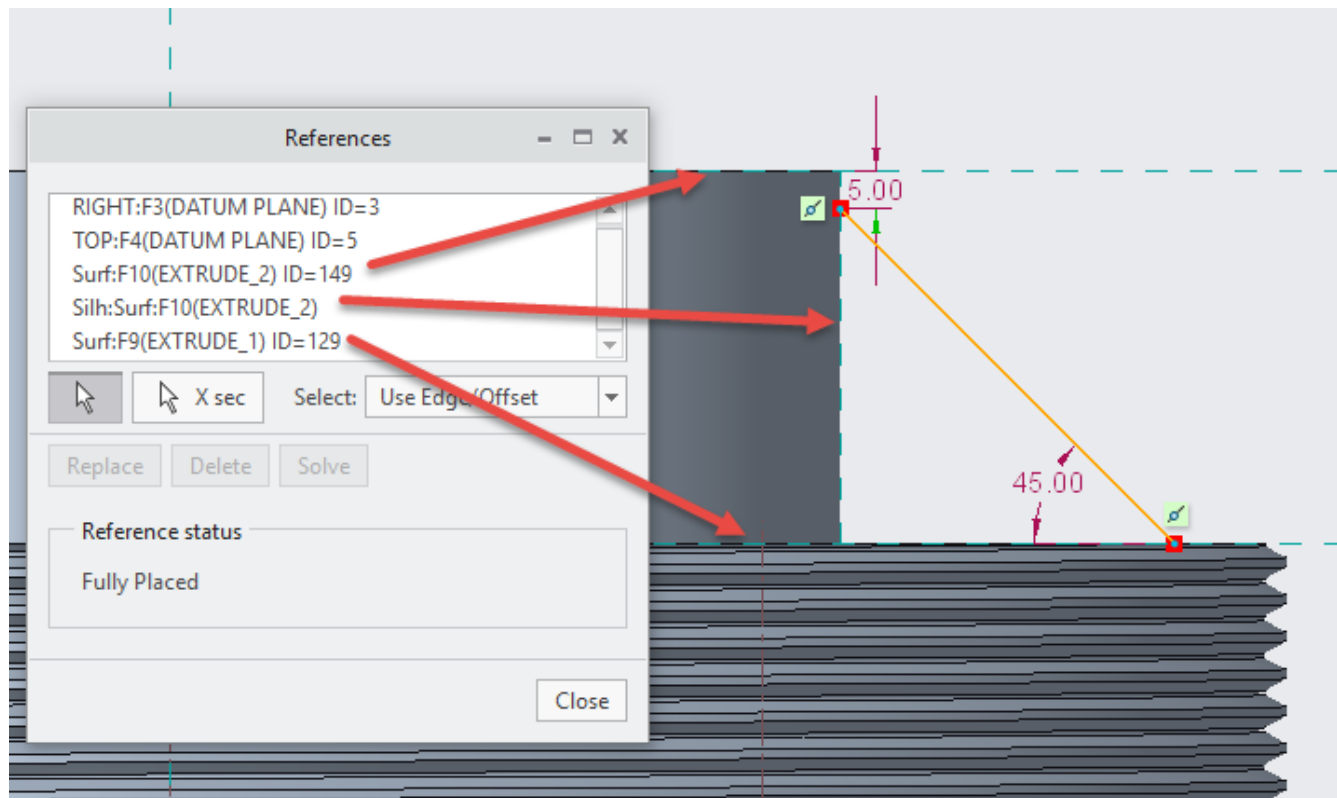 References
RIGHT:F3(DATUM PLANE) ID=3
TOP:F4(DATUM PLANE) ID=5
Surf:F10(EXTRUDE_2) ID=149
Silh:Surf:F10(EXTRUDE_2)
Surf:F9(EXTRUDE_1) ID=129
X sec
Select:
Use Edge/Offset
Replace
Delete
Solve
Reference status
Fully Placed
Close
5.00
45.00